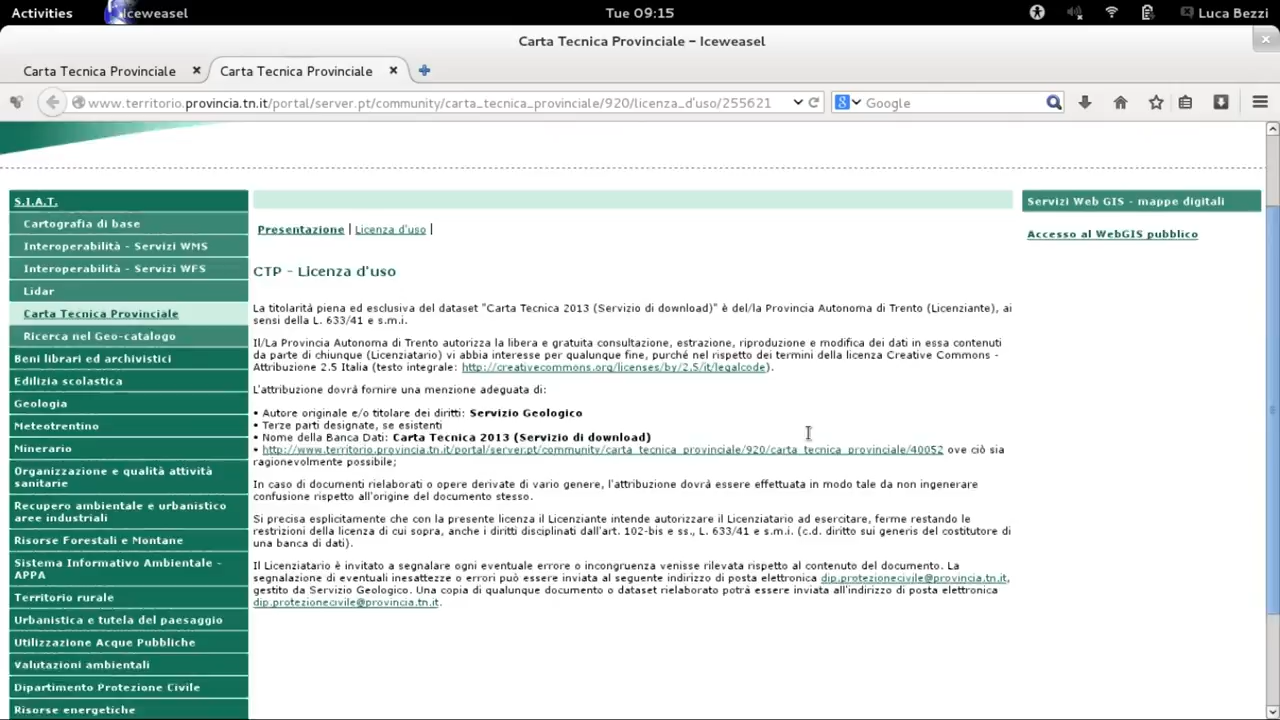 Activities
Iceweasel
Tue 09:15
Luca Bezzi
Carta Tecnica Provinciale – Iceweasel
Carta Tecnica Provinciale
Carta Tecnica Provinciale
www.territorio.provincia.tn.it/portal/server.pt/community/carta_tecnica_provinciale/920/licenza_d'uso/255621
Google
S.I.A.T.
Cartografia di base
Interoperabilità - Servizi WMS
Interoperabilità - Servizi WFS
Lidar
Carta Tecnica Provinciale
Ricerca nel Geo-catalogo
Beni librari ed archivistici
Edilizia scolastica
Geologia
Meteotrentino
Minerario
Organizzazione e qualità attività
sanitarie
Recupero ambientale e urbanistico
aree industriali
Risorse Forestali e Montane
Sistema Informativo Ambientale -
APPA
Territorio rurale
Urbanistica e tutela del paesaggio
Utilizzazione Acque Pubbliche
Valutazioni ambientali
Dipartimento Protezione Civile
Risorse energetiche
Presentazione | Licenza d'uso |
CTP - Licenza d'uso
La titolarità piena ed esclusiva del dataset "Carta Tecnica 2013 (Servizio di download)" è del/la Provincia Autonoma di Trento (Licenziante), ai
sensi della L. 633/41 e s.m.i.
Il/La Provincia Autonoma di Trento autorizza la libera e gratuita consultazione, estrazione, riproduzione e modifica dei dati in essa contenuti
da parte di chiunque (Licenziatario) vi abbia interesse per qualunque fine, purché nel rispetto dei termini della licenza Creative Commons -
Attribuzione 2.5 Italia (testo integrale: http://creativecommons.org/licenses/by/2.5/it/legalcode).
L'attribuzione dovrà fornire una menzione adeguata di:
• Autore originale e/o titolare dei diritti: Servizio Geologico
• Terze parti designate, se esistenti
• Nome della Banca Dati: Carta Tecnica 2013 (Servizio di download)
• http://www.territorio.provincia.tn.it/portal/server.pt/community/carta_tecnica_provinciale/920/carta_tecnica_provinciale/40052 ove ciò sia
ragionevolmente possibile;
In caso di documenti rielaborati o opere derivate di vario genere, l'attribuzione dovrà essere effettuata in modo tale da non ingenerare
confusione rispetto all'origine del documento stesso.
Si precisa esplicitamente che con la presente licenza il Licenziante intende autorizzare il Licenziatario ad esercitare, ferme restando le
restrizioni della licenza di cui sopra, anche i diritti disciplinati dall'art. 102-bis e ss., L. 633/41 e s.m.i. (c.d. diritto sui generis del costitutore di
una banca di dati).
Il Licenziatario è invitato a segnalare ogni eventuale errore o incongruenza venisse rilevata rispetto al contenuto del documento. La
segnalazione di eventuali inesattezze o errori può essere inviata al seguente indirizzo di posta elettronica dip.protezionecivile@provincia.tn.it,
gestito da Servizio Geologico. Una copia di qualunque documento o dataset rielaborato potrà essere inviata all'indirizzo di posta elettronica
dip.protezionecivile@provincia.tn.it.
Servizi Web GIS - mappe digitali
Accesso al WebGIS pubblico